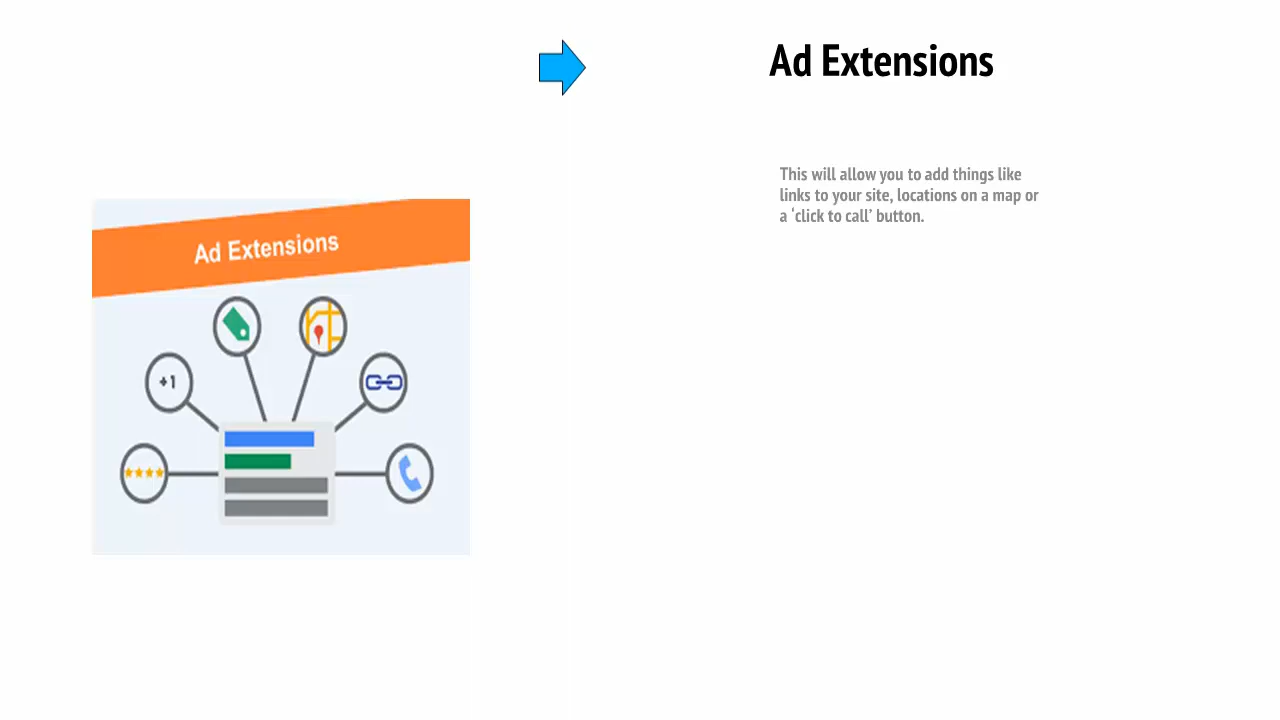 Ad Extensions
This will allow you to add things like
links to your site, locations on a map or
a ‘click to call’ button.
Ad Extensions
+1